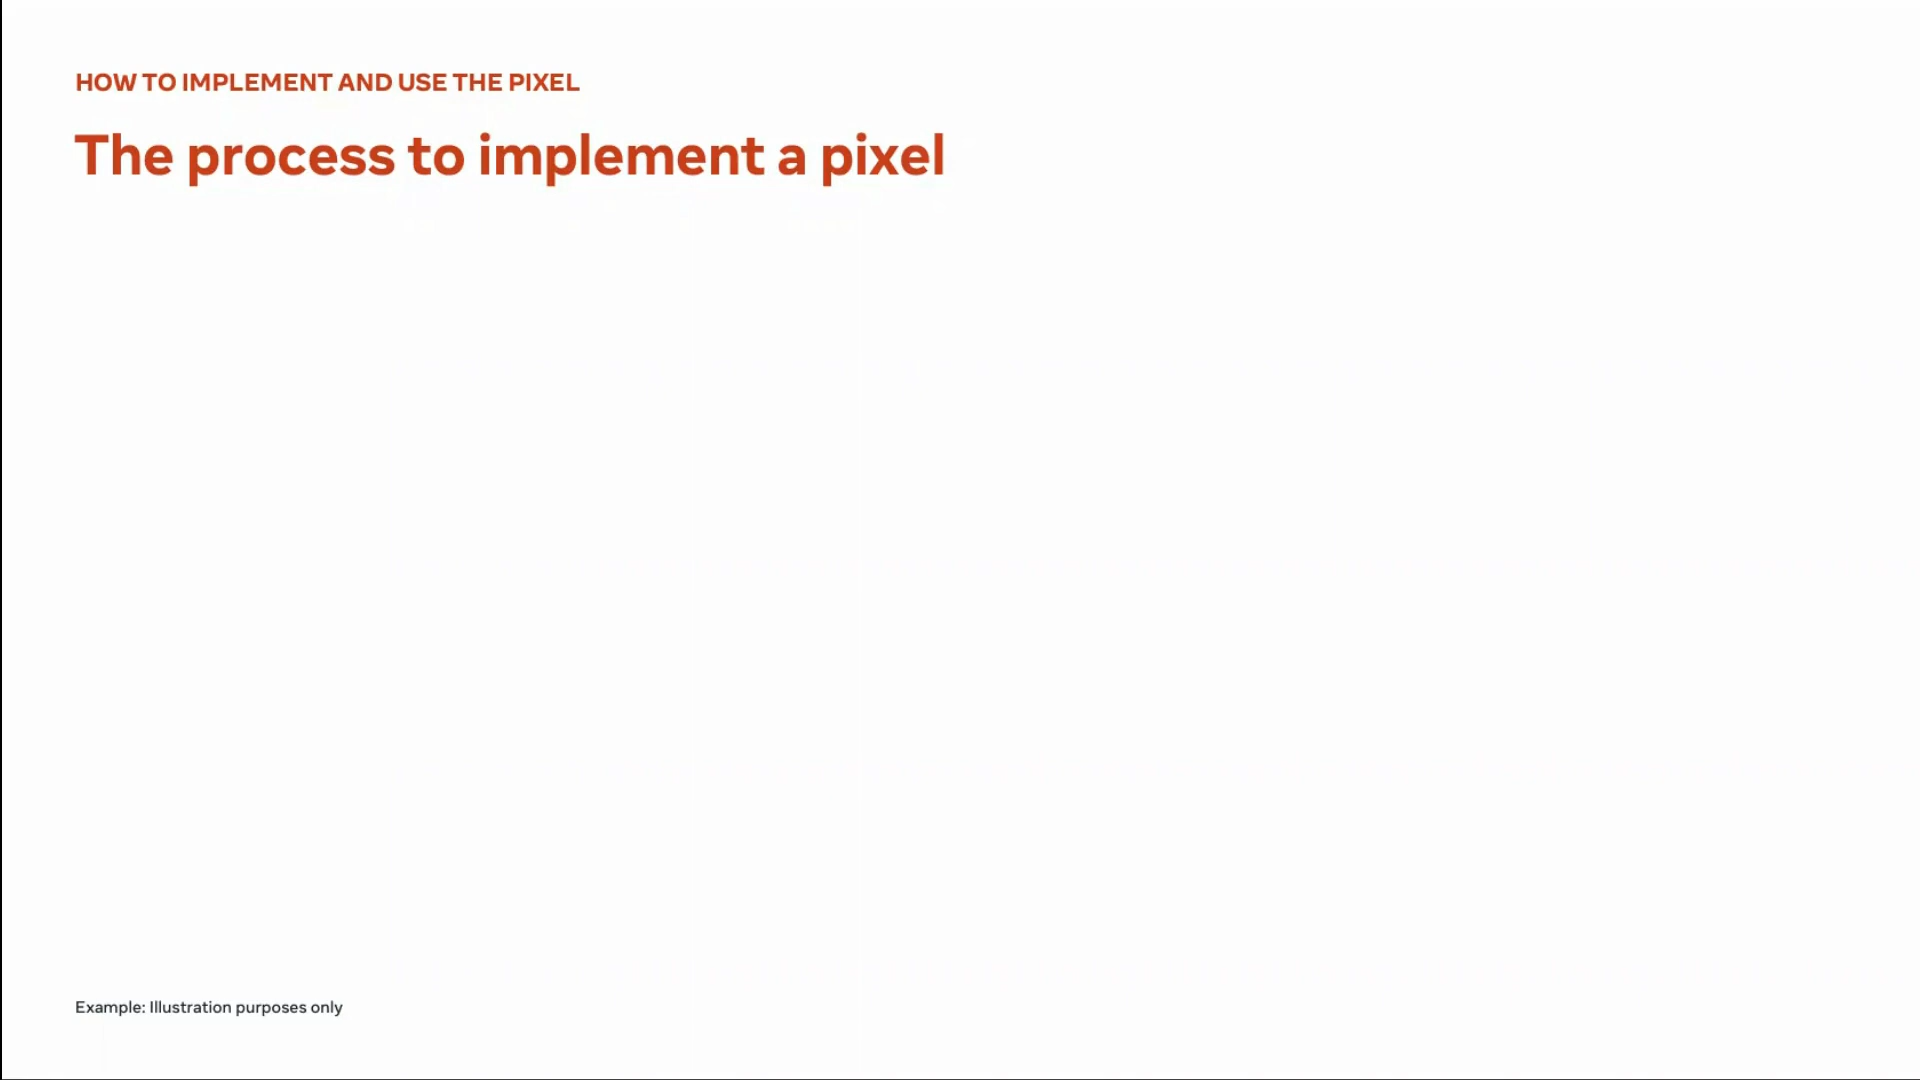 HOW TO IMPLEMENT AND USE THE PIXEL
The process to implement a pixel
Example: Illustration purposes only